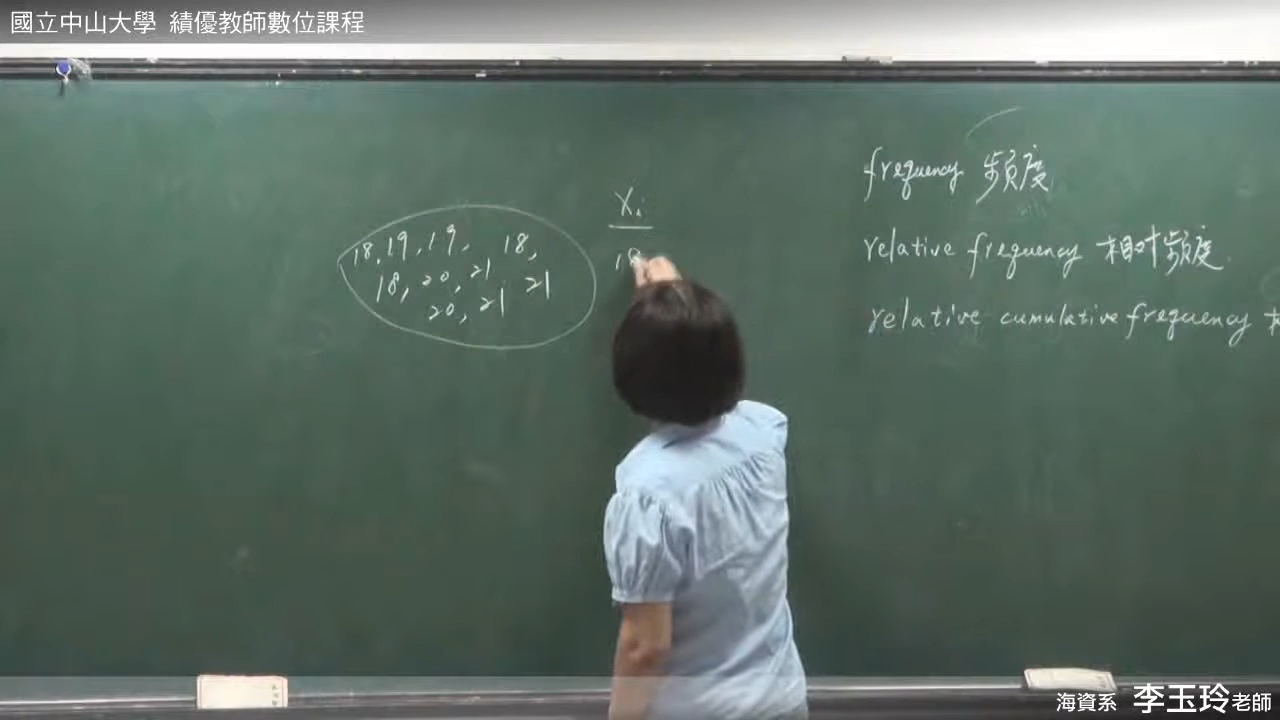 國立中山大學 績優教師數位課程
18, 19, 19, 18,
18, 20, 21 21
20, 21
Xi
18
frequency 頻度
relative frequency 相對頻度
relative cumulative frequency
海資系 李玉玲老師